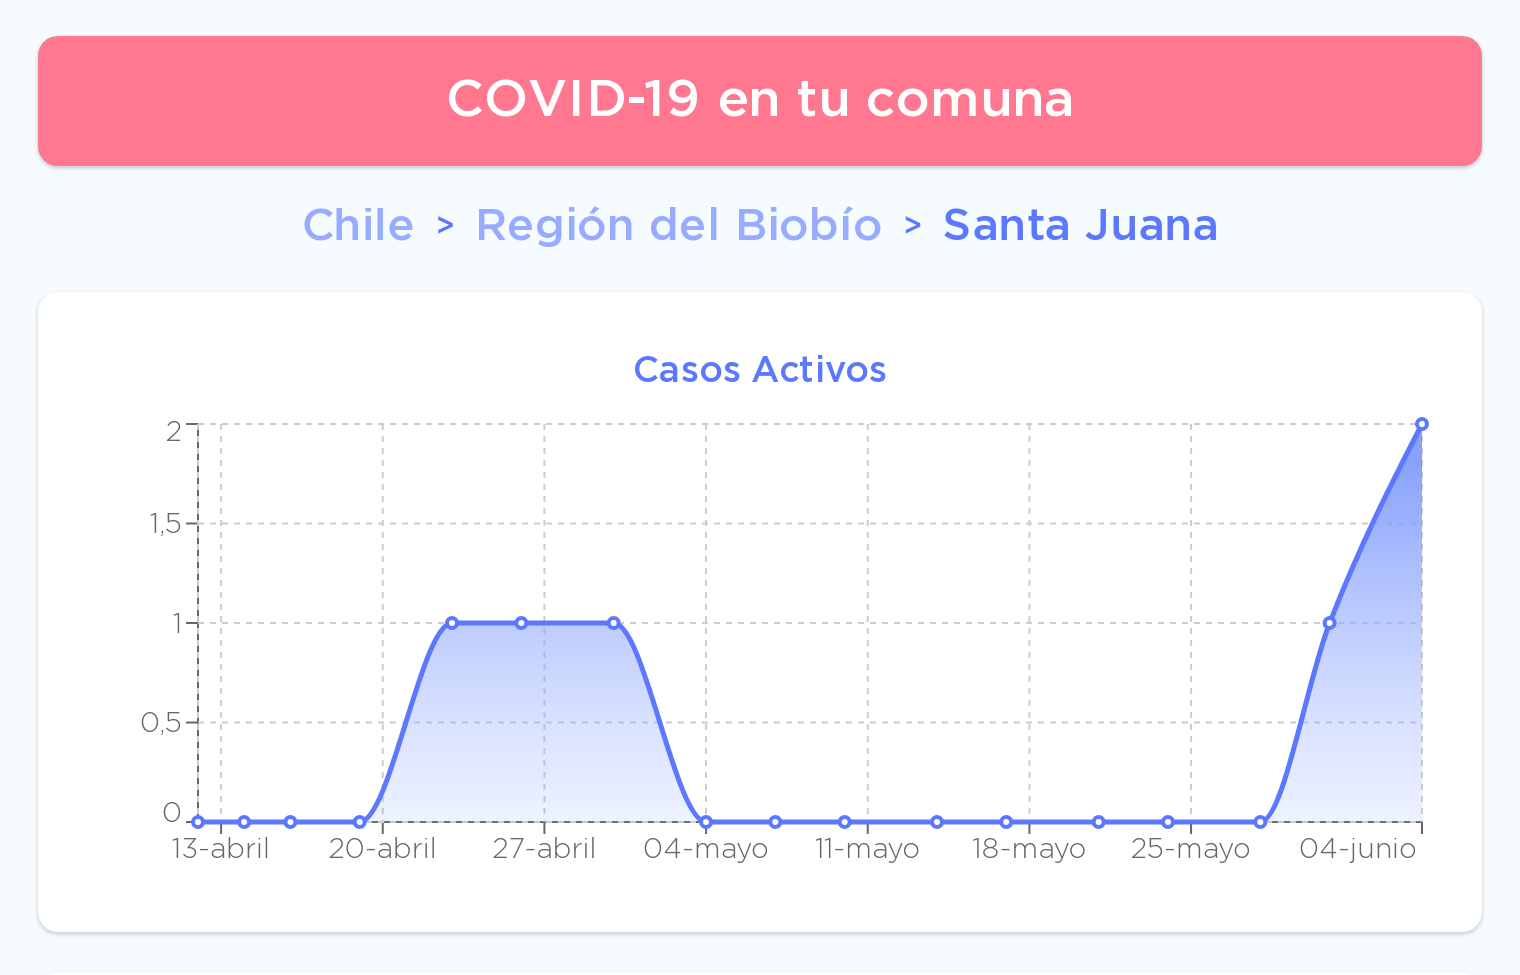 COVID-19 en tu comuna
Chile > Región del Biobío > Santa Juana
Casos Activos
2
1,5
1
0,5
0
13-abril 20-abril 27-abril 04-mayo 11-mayo 18-mayo 25-mayo 04-junio